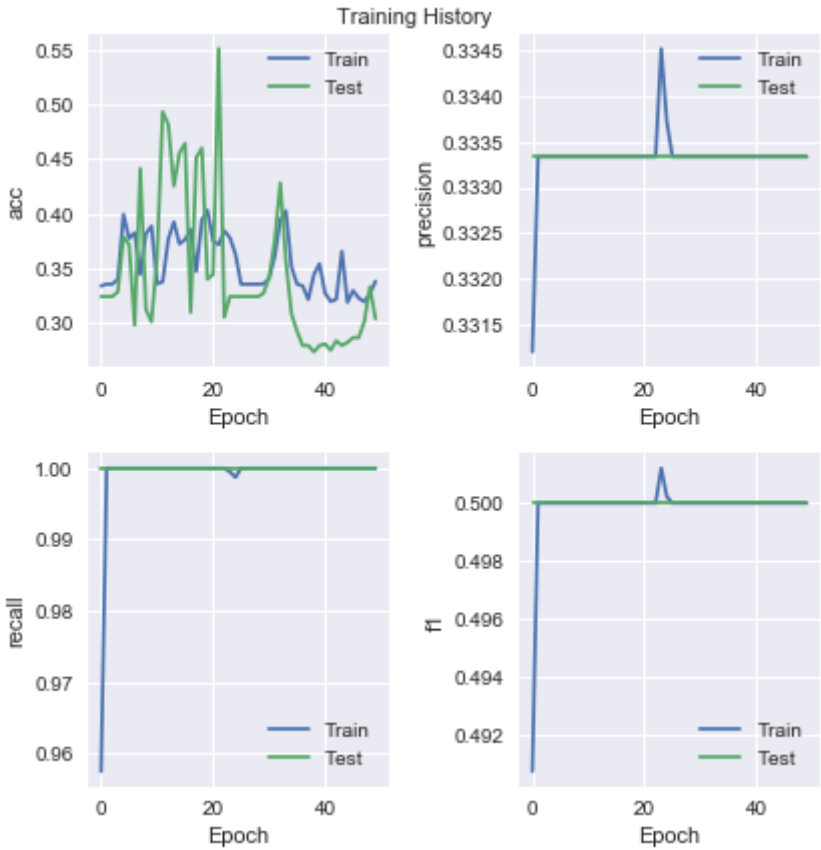 Training History
0.55
0.50
0.45
0.40
0.35
0.30
acc
0 20 40
Epoch
Train
Test
0.3345
0.3340
0.3335
0.3330
0.3325
0.3320
0.3315
precision
0 20 40
Epoch
Train
Test
1.00
0.99
0.98
0.97
0.96
recall
0 20 40
Epoch
Train
Test
0.500
0.498
0.496
0.494
0.492
f1
0 20 40
Epoch
Train
Test